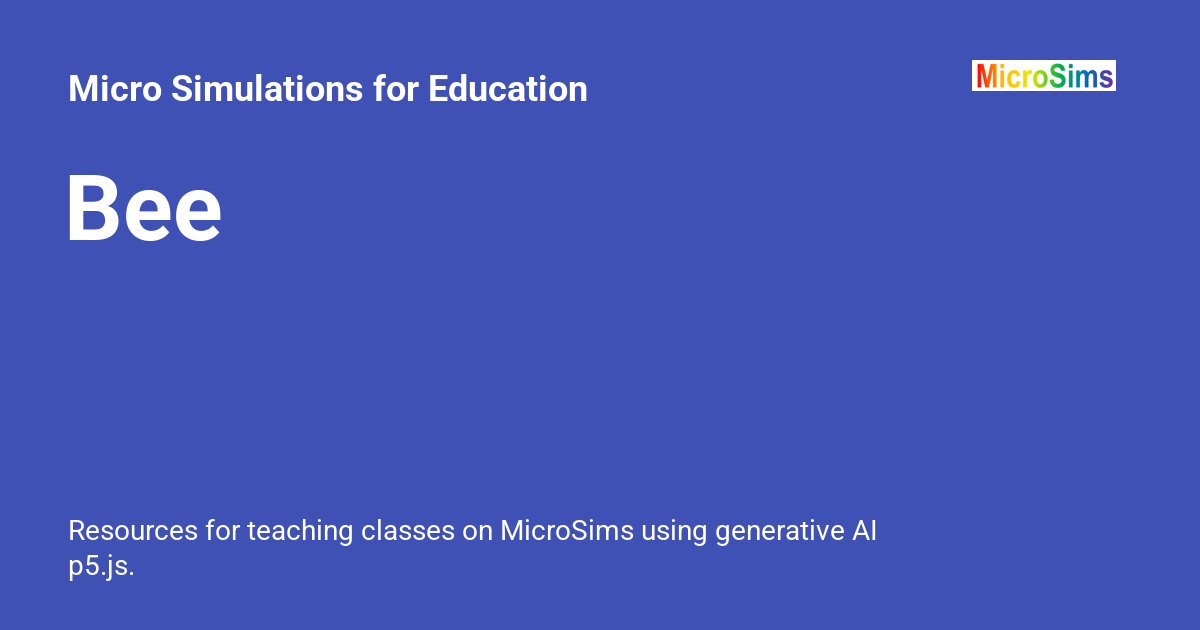 Micro Simulations for Education
MicroSims
Bee
Resources for teaching classes on MicroSims using generative AI
p5.js.